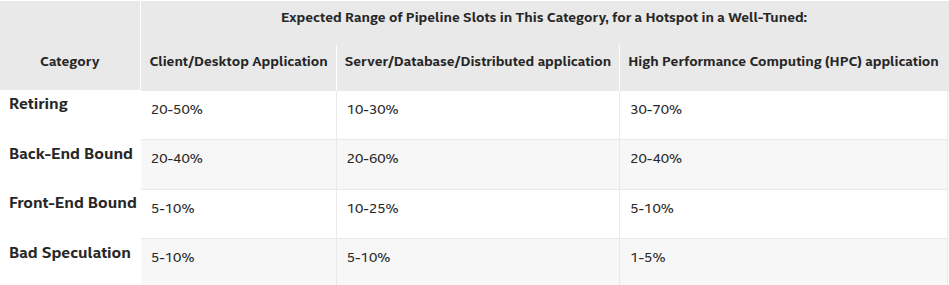 Expected Range of Pipeline Slots in This Category, for a Hotspot in a Well-Tuned:
Category Client/Desktop Application Server/Database/Distributed application High Performance Computing (HPC) application
Retiring 20-50% 10-30% 30-70%
Back-End Bound 20-40% 20-60% 20-40%
Front-End Bound 5-10% 10-25% 5-10%
Bad Speculation 5-10% 5-10% 1-5%